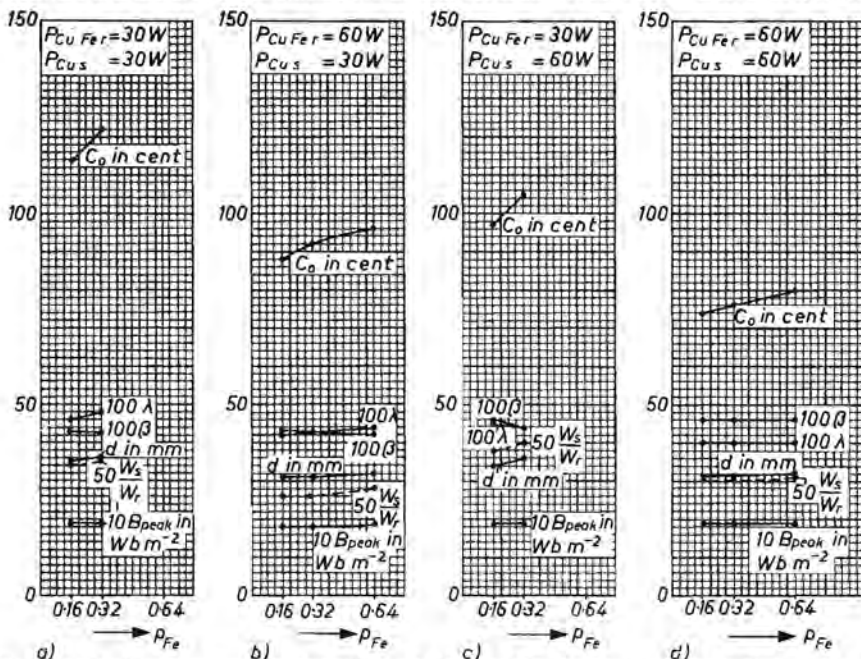 150
P_Cu Fer = 30W
P_Cu s = 30W
C_o in cent
100
50
100 λ
100 β
d in mm
50 W_s/W_r
10 B_peak in
Wb m⁻²
0
0·16 0·32 0·64
a) → P_Fe
150
P_Cu Fer = 60W
P_Cu s = 30W
C_o in cent
100
50
100 λ
100 β
d in mm
50 W_s/W_r
10 B_peak in
Wb m⁻²
0
0·16 0·32 0·64
b) → P_Fe
150
P_Cu Fer = 30W
P_Cu s = 60W
C_o in cent
100
50
100β
100 λ
50 W_s/W_r
d in mm
10 B_peak in
Wb m⁻²
0
0·16 0·32 0·64
c) → P_Fe
150
P_Cu Fer = 60W
P_Cu s = 60W
C_o in cent
100
50
100β
100 λ
d in mm
50 W_s/W_r
10 B_peak in
Wb m⁻²
0
0·16 0·32 0·64
d) → P_Fe